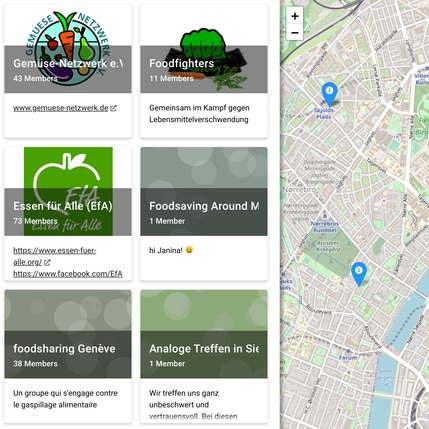 GEMUESE-NETZWERK
Gemüse-Netzwerk e.V
43 Members
www.gemuese-netzwerk.de
Foodfighters
11 Members
Gemeinsam im Kampf gegen
Lebensmittelverschwendung
EfA
Essen für Alle
Essen für Alle (EfA)
73 Members
https://www.essen-fuer-
alle.org/
https://www.facebook.com/EfA
Foodsaving Around M
1 Member
hi Janina!
foodsharing Genève
38 Members
Un groupe qui s'engage contre
le gaspillage alimentaire
Analoge Treffen in Sie
1 Member
Wir treffen uns ganz
unbeschwert und
vertrauensvoll. Bei diesen
+
−
Skjolds
Plads
Nørrebro
Nørrebros
Runddel
Assistens
Kirkegård
Forum